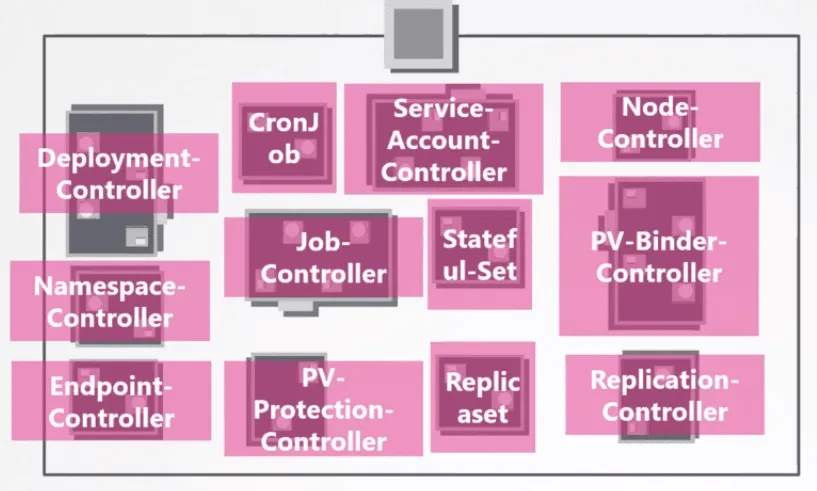 CronJ
ob
Service-
Account-
Controller
Node-
Controller
Deployment-
Controller
Job-
Controller
Statef
ul-Set
PV-Binder-
Controller
Namespace-
Controller
Endpoint-
Controller
PV-
Protection-
Controller
Replic
aset
Replication-
Controller